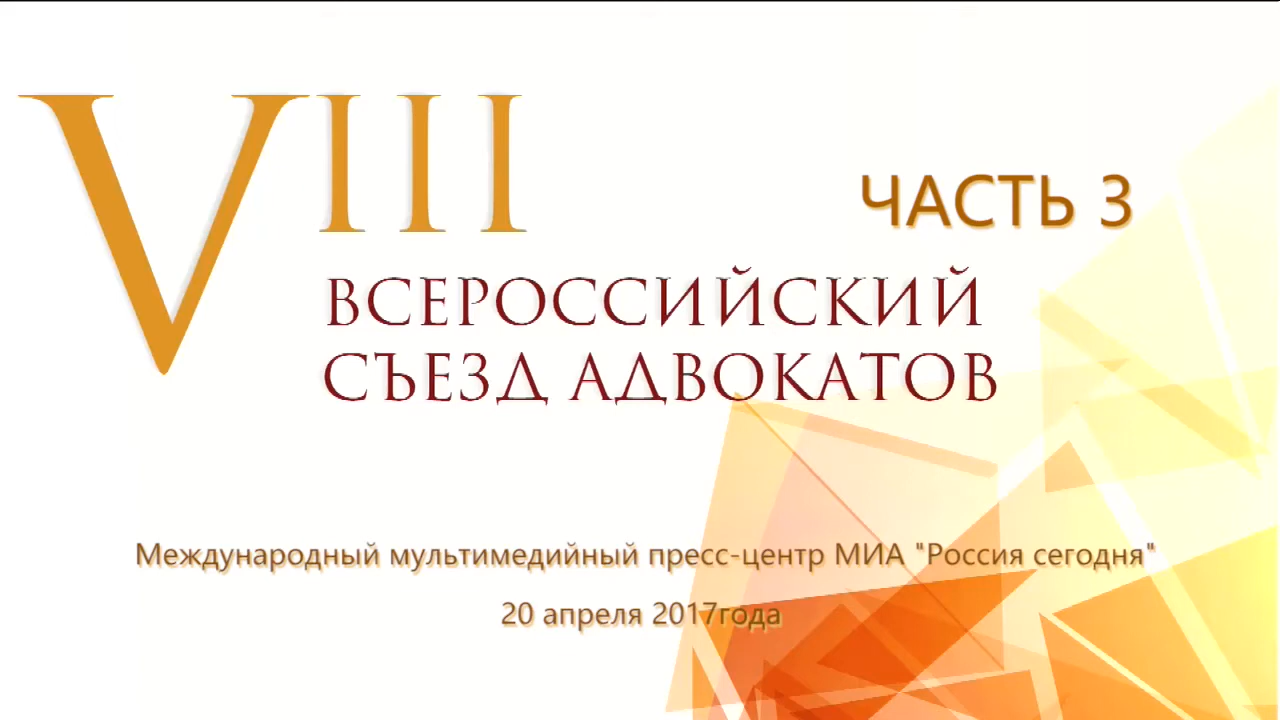 VIII
ЧАСТЬ 3
ВСЕРОССИЙСКИЙ
СЪЕЗД АДВОКАТОВ
Международный мультимедийный пресс-центр МИА "Россия сегодня"
20 апреля 2017года